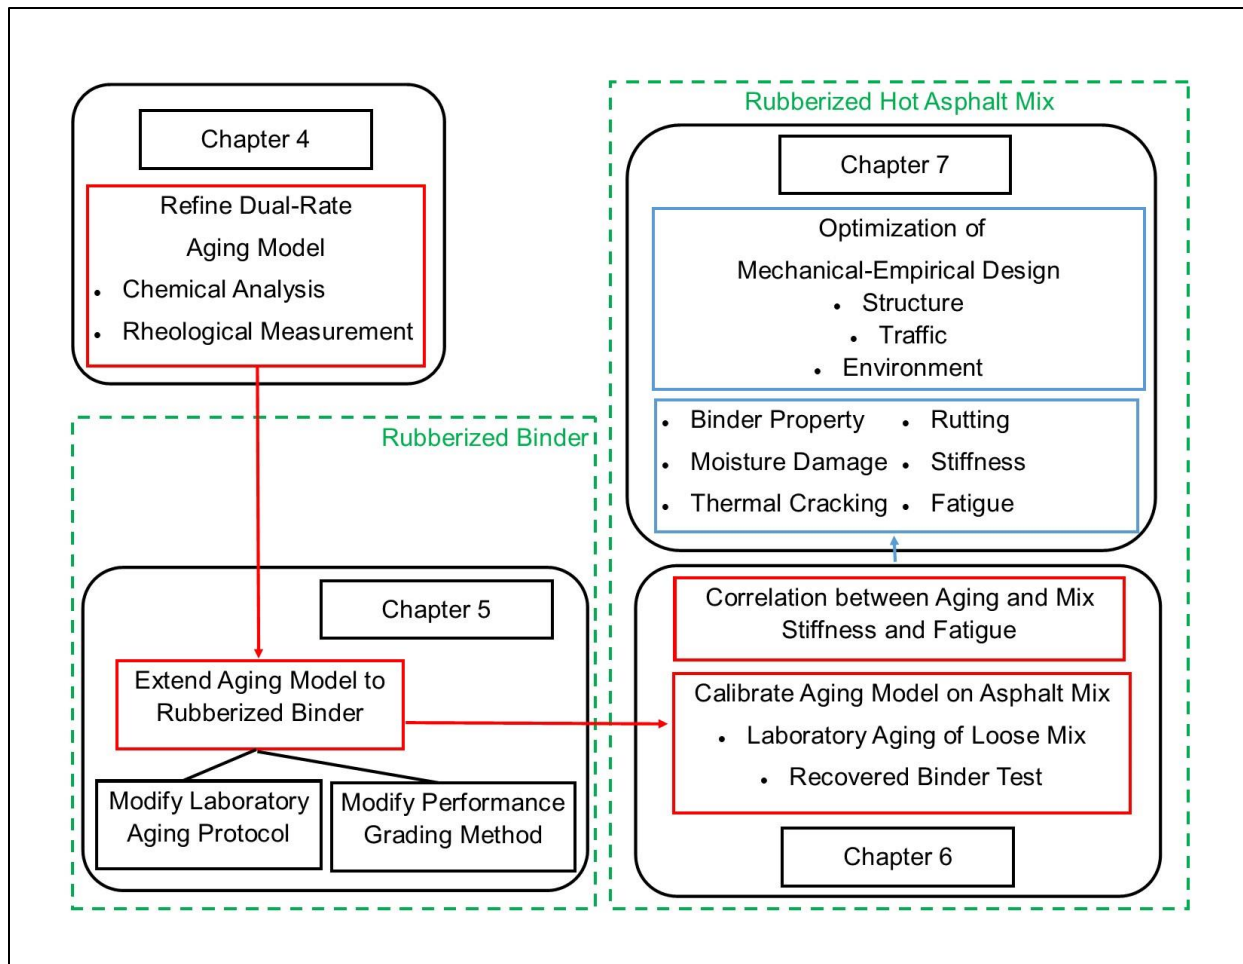 Chapter 4
Refine Dual-Rate
Aging Model
• Chemical Analysis
• Rheological Measurement
Rubberized Binder
Chapter 5
Extend Aging Model to
Rubberized Binder
Modify Laboratory
Aging Protocol
Modify Performance
Grading Method
Rubberized Hot Asphalt Mix
Chapter 7
Optimization of
Mechanical-Empirical Design
• Structure
• Traffic
• Environment
• Binder Property
• Moisture Damage
• Thermal Cracking
• Rutting
• Stiffness
• Fatigue
Correlation between Aging and Mix
Stiffness and Fatigue
Calibrate Aging Model on Asphalt Mix
• Laboratory Aging of Loose Mix
• Recovered Binder Test
Chapter 6